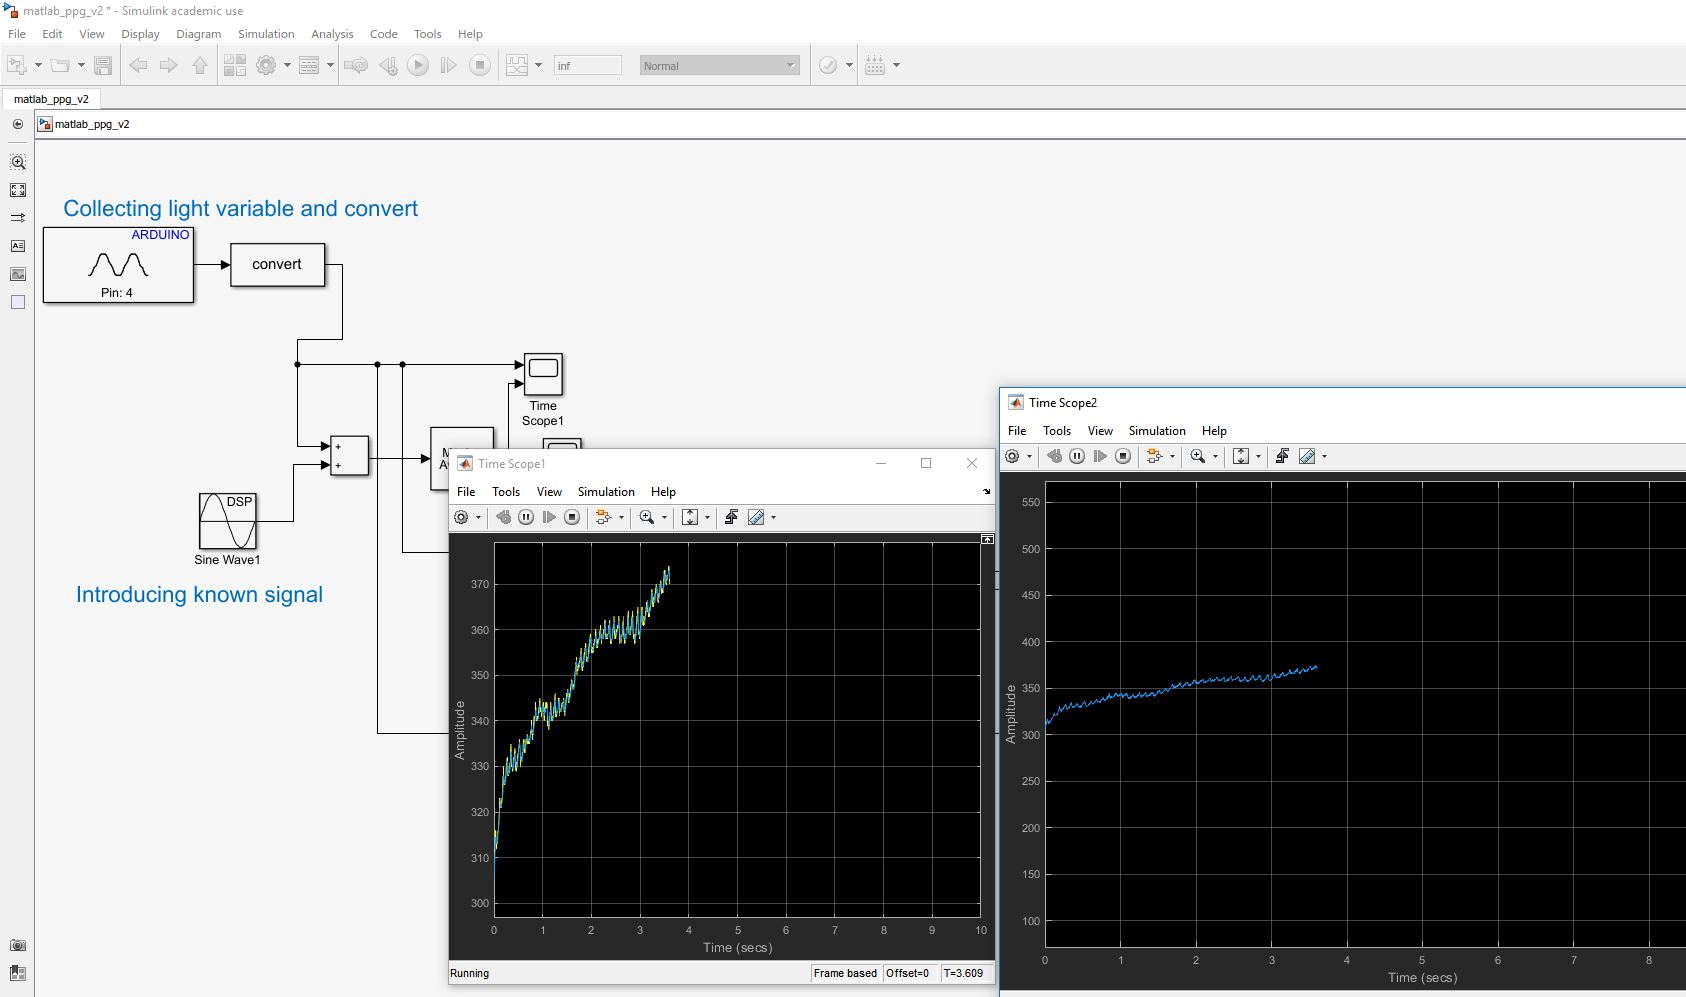 matlab_ppg_v2 * - Simulink academic use
File Edit View Display Diagram Simulation Analysis Code Tools Help
inf Normal
matlab_ppg_v2
matlab_ppg_v2
Collecting light variable and convert
ARDUINO
Pin: 4
convert
Time
Scope1
+
+
M
A
DSP
Sine Wave1
Introducing known signal
Time Scope1
File Tools View Simulation Help
Amplitude
370
360
350
340
330
320
310
300
0 1 2 3 4 5 6 7 8 9 10
Time (secs)
Running Frame based Offset=0 T=3.609
Time Scope2
File Tools View Simulation Help
Amplitude
550
500
450
400
350
300
250
200
150
100
0 1 2 3 4 5 6 7 8
Time (secs)